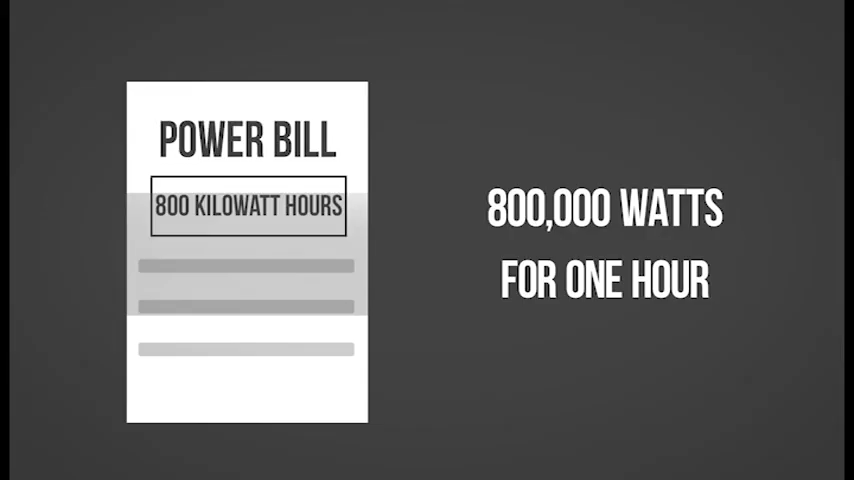 POWER BILL
800 KILOWATT HOURS
800,000 WATTS
FOR ONE HOUR